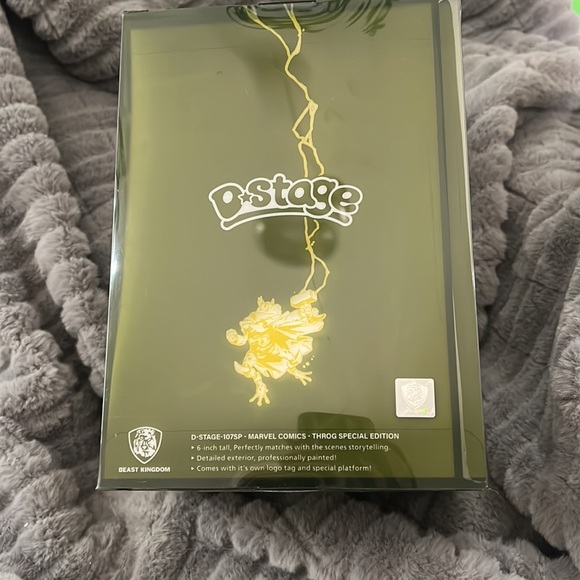 D★Stage
D-STAGE-107SP - MARVEL COMICS - THROG SPECIAL EDITION
▸ 6-inch tall, Perfectly matches with the scenes storytelling.
▸ Detailed exterior, professionally painted!
▸ Comes with it's own logo tag and special platform!
BEAST KINGDOM